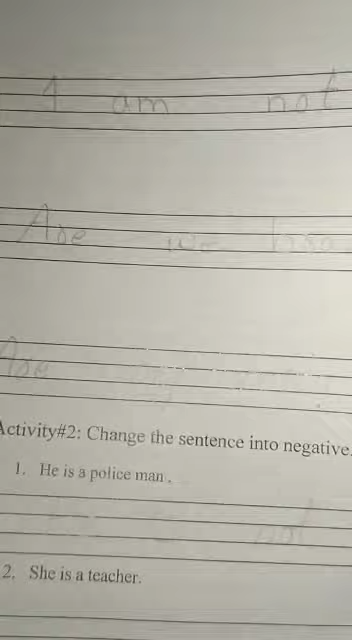 I am not
Are we
Are
Activity#2: Change the sentence into negative.
1. He is a police man.
not
2. She is a teacher.